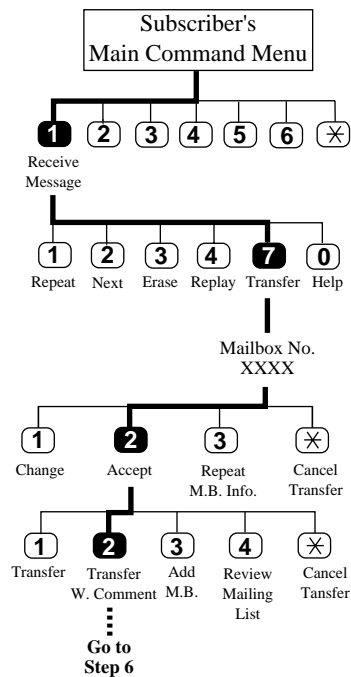 Subscriber's
Main Command Menu
1 2 3 4 5 6 *
Receive
Message
1 2 3 4 7 0
Repeat Next Erase Replay Transfer Help
Mailbox No.
XXXX
1 2 3 *
Change Accept Repeat Cancel
M.B. Info. Transfer
1 2 3 4 *
Transfer Transfer Add Review Cancel
W. Comment M.B. Mailing Tansfer
List
Go to
Step 6